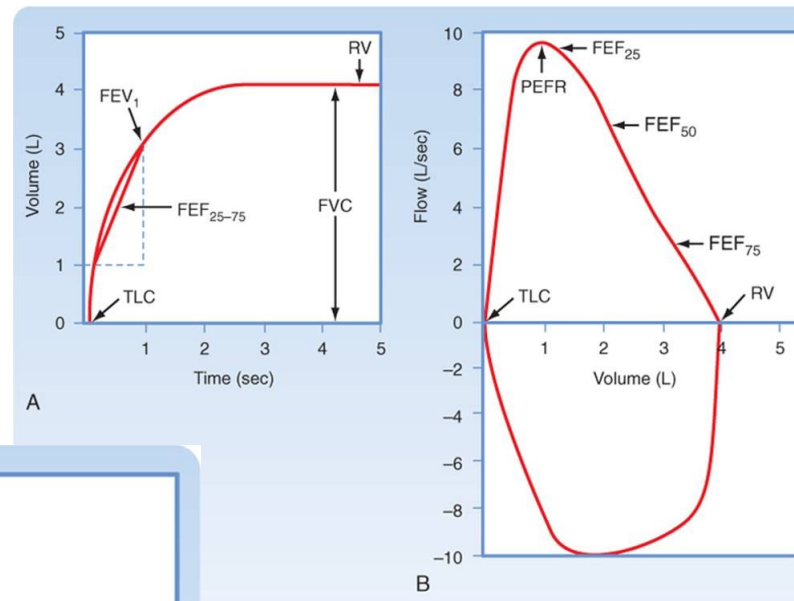 5
4
3
2
1
0
Volume (L)
FEV1
RV
FEF25–75
FVC
TLC
1
2
3
4
5
Time (sec)
A
10
8
6
4
2
0
–2
–4
–6
–8
–10
Flow (L/sec)
FEF25
PEFR
FEF50
FEF75
TLC
RV
1
2
3
4
5
Volume (L)
B